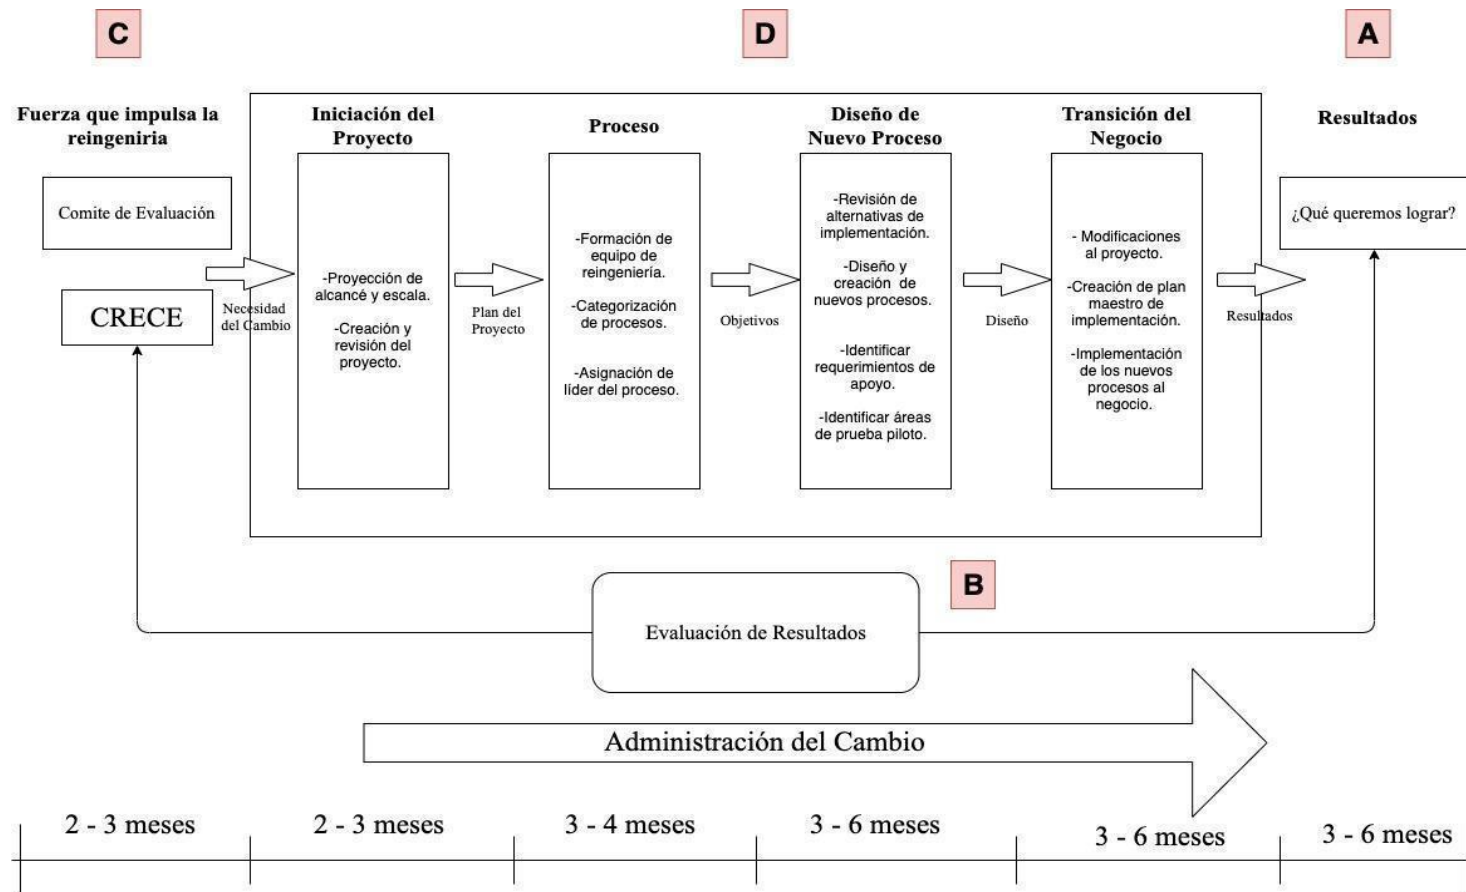 C
D
A
Fuerza que impulsa la
reingeniria
Iniciación del
Proyecto
Proceso
Diseño de
Nuevo Proceso
Transición del
Negocio
Resultados
Comite de Evaluación
CRECE
Necesidad
del Cambio
-Proyección de
alcancé y escala.
-Creación y
revisión del
proyecto.
Plan del
Proyecto
-Formación de
equipo de
reingeniería.
-Categorización
de procesos.
-Asignación de
líder del proceso.
Objetivos
-Revisión de
alternativas de
implementación.
-Diseño y
creación de
nuevos procesos.
-Identificar
requerimientos de
apoyo.
-Identificar áreas
de prueba piloto.
Diseño
- Modificaciones
al proyecto.
-Creación de plan
maestro de
implementación.
-Implementación
de los nuevos
procesos al
negocio.
Resultados
¿Qué queremos lograr?
B
Evaluación de Resultados
Administración del Cambio
2 - 3 meses
2 - 3 meses
3 - 4 meses
3 - 6 meses
3 - 6 meses
3 - 6 meses